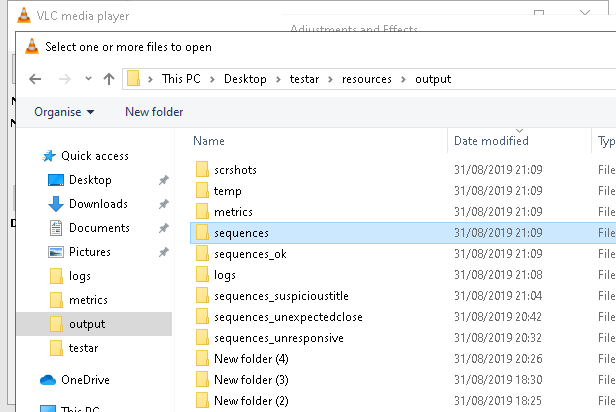 VLC media player
Adjustments and Effects
Select one or more files to open
This PC > Desktop > testar > resources > output
Organise New folder
Name Date modified Typ
Quick access
Desktop
Downloads
Documents
Pictures
logs
metrics
output
testar
OneDrive
This PC
scrshots 31/08/2019 21:09 File
temp 31/08/2019 21:09 File
metrics 31/08/2019 21:09 File
sequences 31/08/2019 21:09 File
sequences_ok 31/08/2019 21:09 File
logs 31/08/2019 21:08 File
sequences_suspicioustitle 31/08/2019 21:04 File
sequences_unexpectedclose 31/08/2019 20:42 File
sequences_unresponsive 31/08/2019 20:32 File
New folder (4) 31/08/2019 20:26 File
New folder (3) 31/08/2019 18:30 File
New folder (2) 31/08/2019 18:25 File